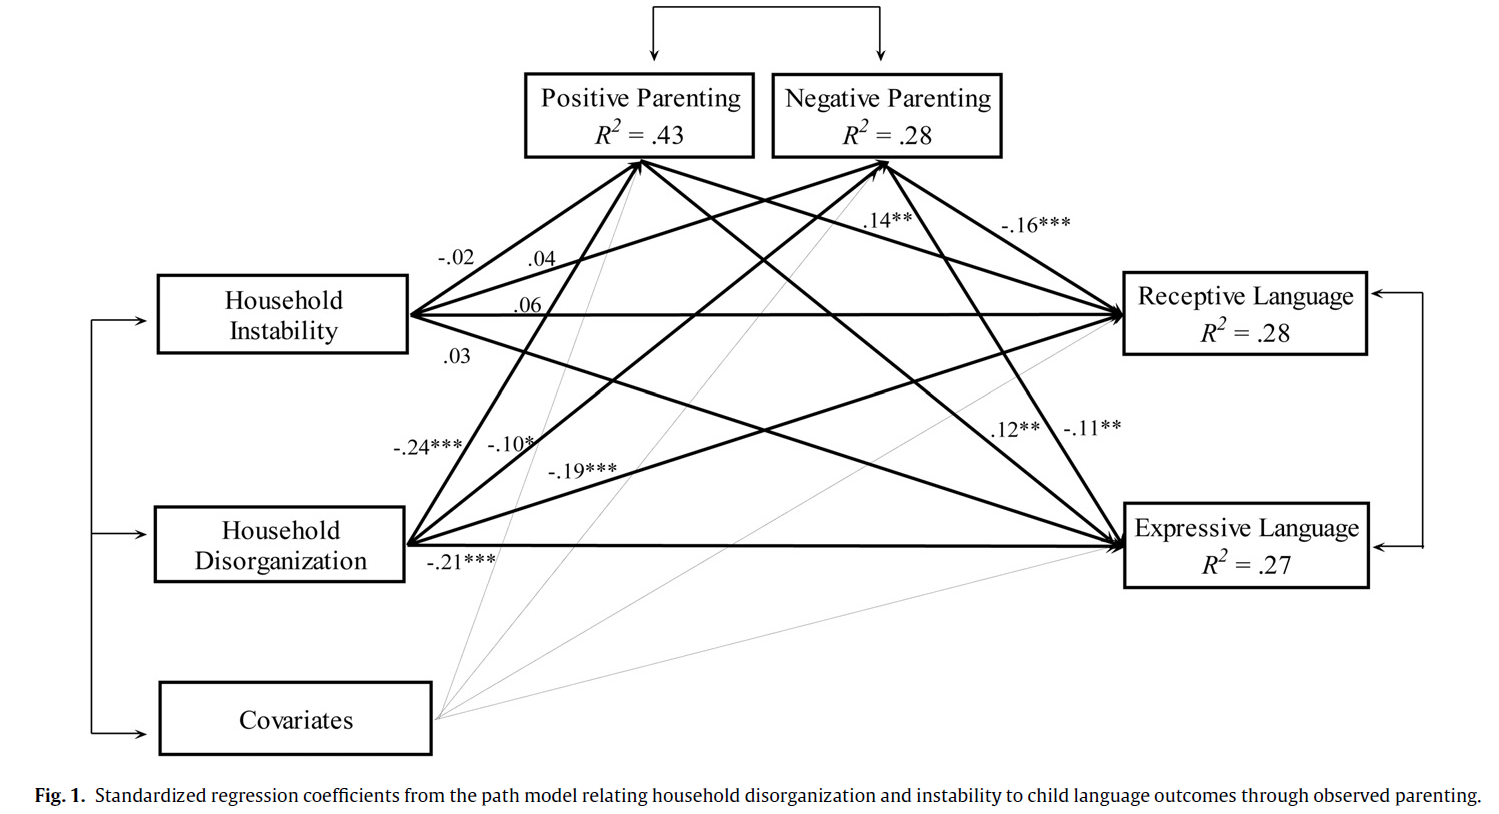 Positive Parenting
R² = .43
Negative Parenting
R² = .28
.14**
-.16***
-.02
.04
.06
.03
Household
Instability
Receptive Language
R² = .28
-.24***
-.10*
-.19***
.12**
-.11**
Household
Disorganization
-.21***
Expressive Language
R² = .27
Covariates
Fig. 1. Standardized regression coefficients from the path model relating household disorganization and instability to child language outcomes through observed parenting.